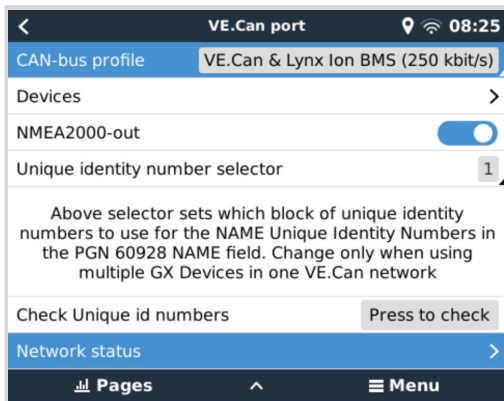 VE.Can port 08:25
CAN-bus profile VE.Can & Lynx Ion BMS (250 kbit/s)
Devices
NMEA2000-out
Unique identity number selector 1
Above selector sets which block of unique identity
numbers to use for the NAME Unique Identity Numbers in
the PGN 60928 NAME field. Change only when using
multiple GX Devices in one VE.Can network
Check Unique id numbers Press to check
Network status
Pages Menu